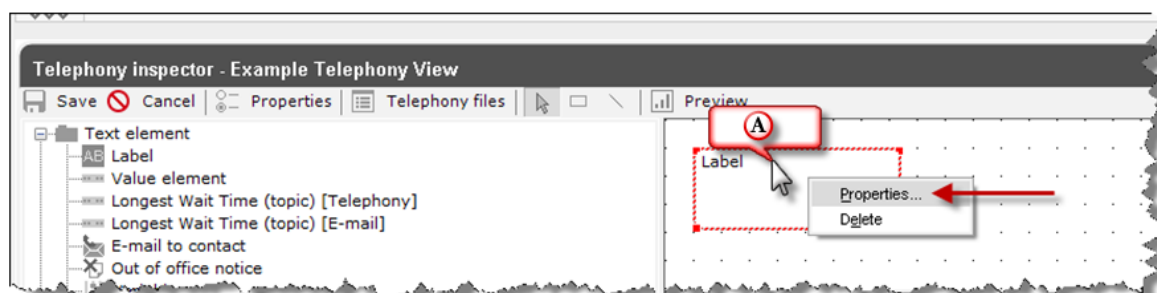 Telephony inspector - Example Telephony View
Save Cancel Properties Telephony files Preview
Text element
AB Label
Value element
Longest Wait Time (topic) [Telephony]
Longest Wait Time (topic) [E-mail]
E-mail to contact
Out of office notice
A
Label
Properties...
Delete